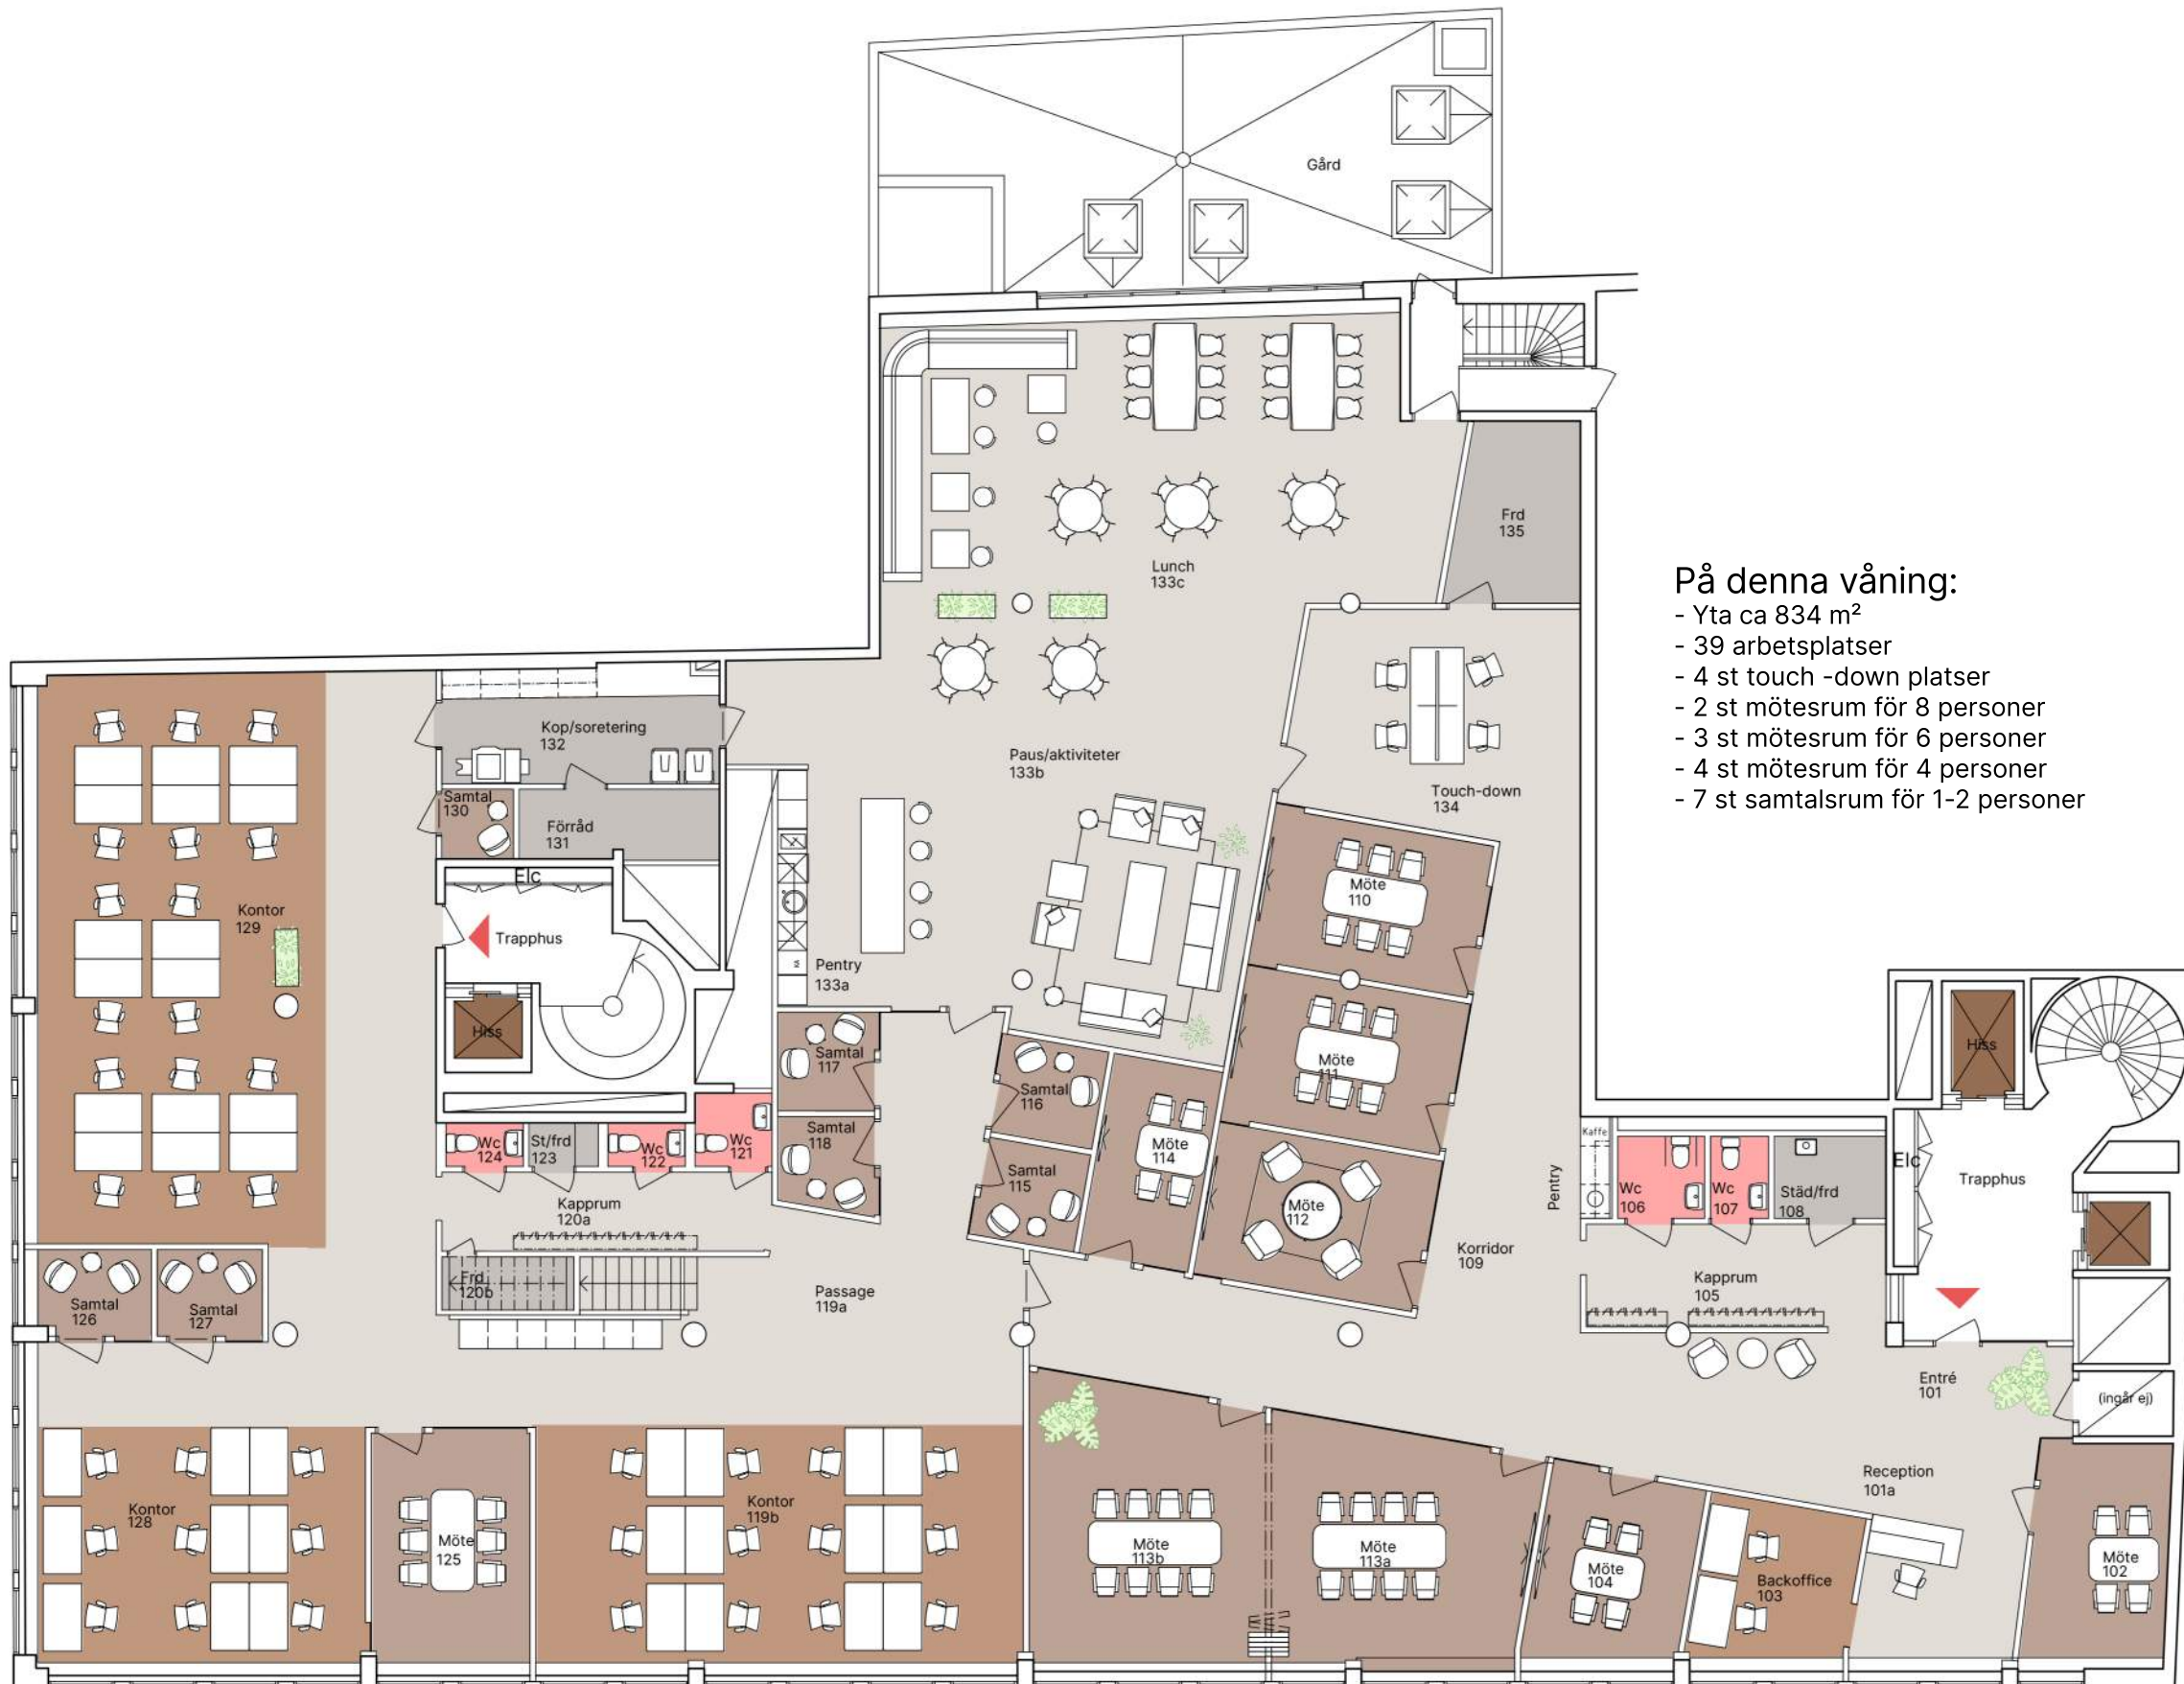 Gård
Frd
135
Lunch
133c
På denna våning:
- Yta ca 834 m²
- 39 arbetsplatser
- 4 st touch -down platser
- 2 st mötesrum för 8 personer
- 3 st mötesrum för 6 personer
- 4 st mötesrum för 4 personer
- 7 st samtalsrum för 1-2 personer
Kop/soretering
132
Paus/aktiviteter
133b
Touch-down
134
Samtal
130
Förråd
131
Elc
Möte
110
Kontor
129
Trapphus
Pentry
133a
Hiss
Samtal
117
Möte
111
Hiss
Samtal
116
Samtal
118
Wc
124
St/frd
123
Wc
122
Wc
121
Möte
114
Kaffe
Samtal
115
Elc
Trapphus
Pentry
Wc
106
Wc
107
Städ/frd
108
Kapprum
120a
Möte
112
Korridor
109
Frd
120b
Kapprum
105
Passage
119a
Samtal
126
Samtal
127
Entré
101
(ingår ej)
Reception
101a
Kontor
128
Möte
125
Kontor
119b
Möte
113b
Möte
113a
Möte
104
Backoffice
103
Möte
102